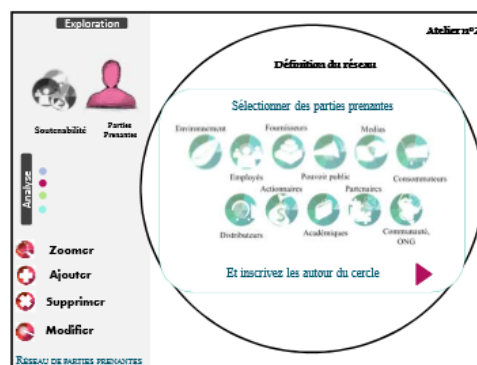 Exploration
Atelier n°2
Définition du réseau
Soutenabilité
Parties
Prenantes
Sélectionner des parties prenantes
Environnement
Fournisseurs
Medias
Employés
Pouvoir public
Consommateurs
Actionnaires
Partenaires
Distributeurs
Académiques
Communauté,
ONG
Et inscrivez les autour du cercle
Analyse
Zoomer
Ajouter
Supprimer
Modifier
RÉSEAU DE PARTIES PRENANTES